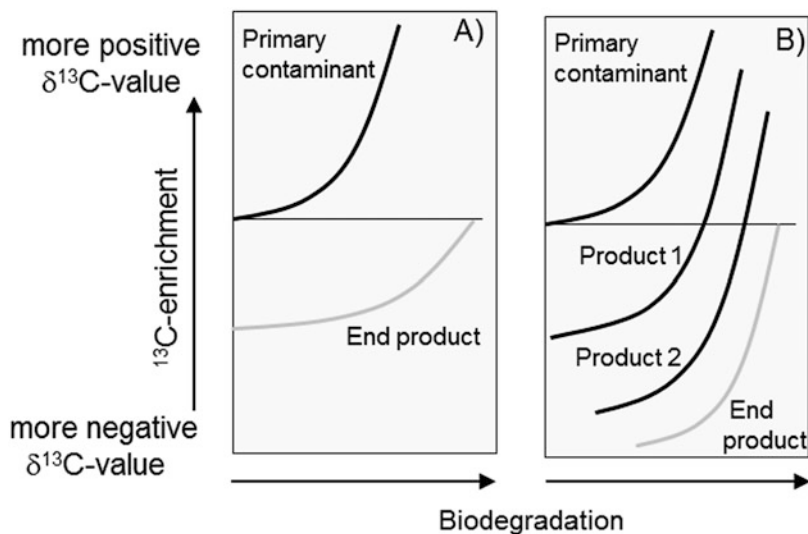 more positive
δ¹³C-value
¹³C-enrichment
more negative
δ¹³C-value
A)
Primary
contaminant
End product
B)
Primary
contaminant
Product 1
Product 2
End
product
Biodegradation